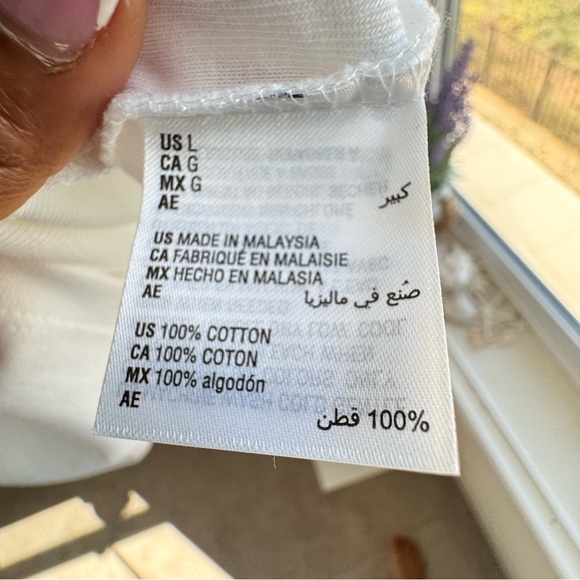 US L
CA G
MX G
AE كبير
US MADE IN MALAYSIA
CA FABRIQUÉ EN MALAISIE
MX HECHO EN MALASIA
AE صُنع في ماليزيا
US 100% COTTON
CA 100% COTON
MX 100% algodón
AE 100% قطن